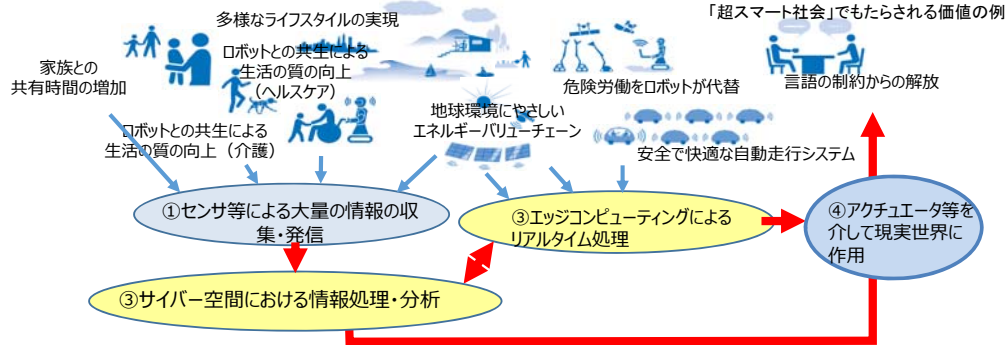 「超スマート社会」でもたらされる価値の例
多様なライフスタイルの実現
ロボットとの共生による
生活の質の向上
（ヘルスケア）
家族との
共有時間の増加
危険労働をロボットが代替
言語の制約からの解放
地球環境にやさしい
エネルギーバリューチェーン
ロボットとの共生による
生活の質の向上（介護）
安全で快適な自動走行システム
①センサ等による大量の情報の収
集・発信
③エッジコンピューティングによる
リアルタイム処理
④アクチュエータ等を
介して現実世界に
作用
③サイバー空間における情報処理・分析